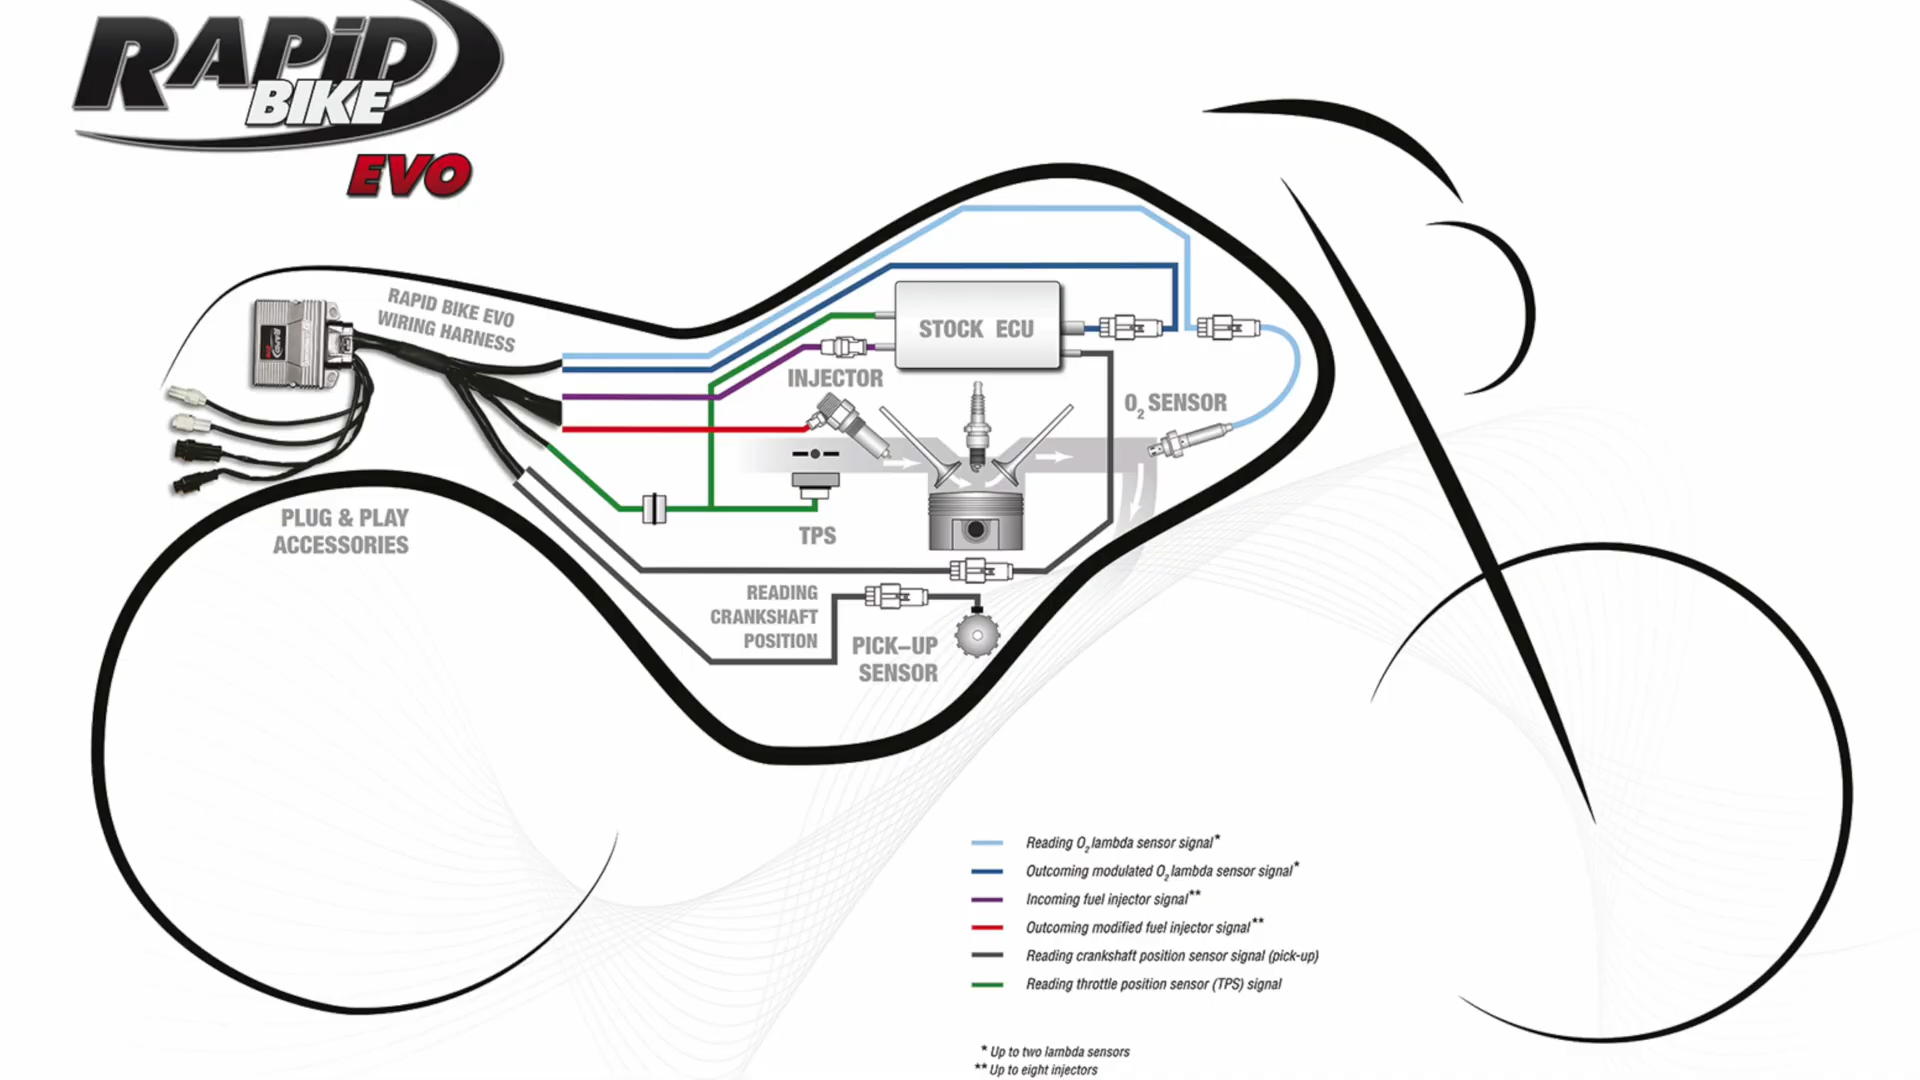 RAPiD
BIKE
EVO
RAPID BIKE EVO
WIRING HARNESS
STOCK ECU
INJECTOR
O2 SENSOR
TPS
PLUG & PLAY
ACCESSORIES
READING
CRANKSHAFT
POSITION
PICK–UP
SENSOR
Reading O2 lambda sensor signal*
Outcoming modulated O2 lambda sensor signal*
Incoming fuel injector signal**
Outcoming modified fuel injector signal**
Reading crankshaft position sensor signal (pick-up)
Reading throttle position sensor (TPS) signal
* Up to two lambda sensors
** Up to eight injectors